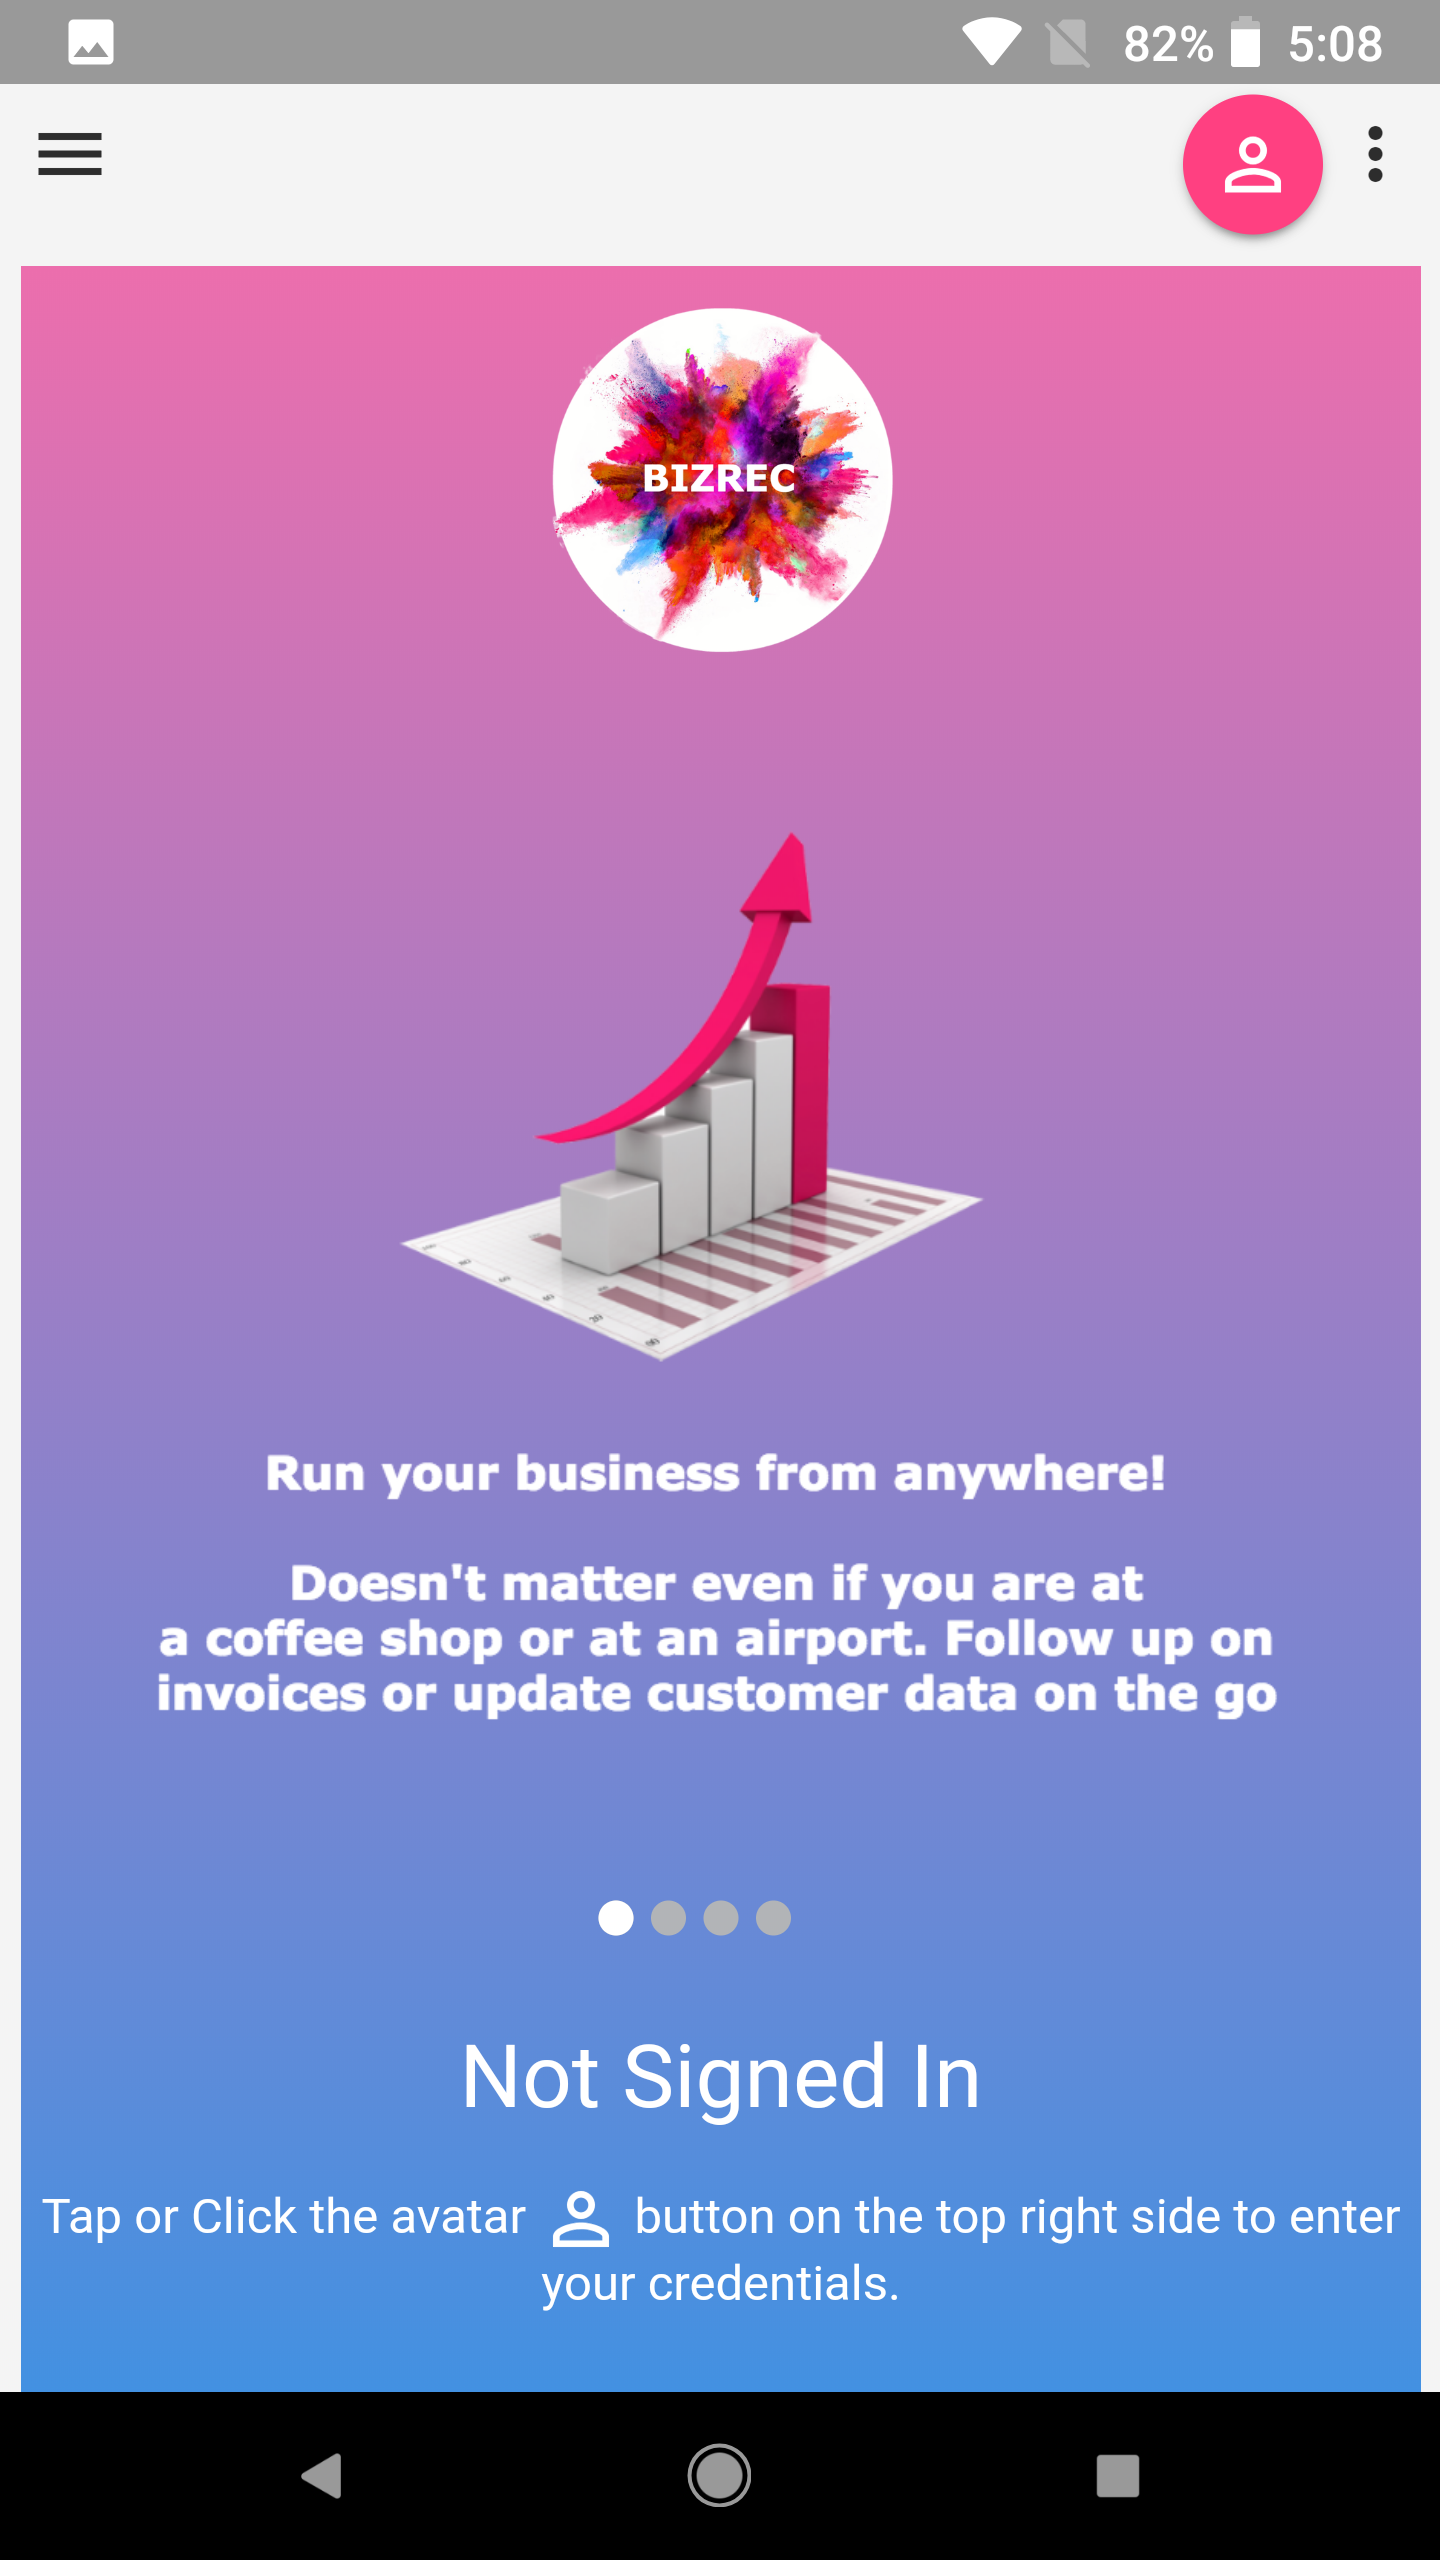 82% 5:08
BIZREC
Run your business from anywhere!
Doesn't matter even if you are at
a coffee shop or at an airport. Follow up on
invoices or update customer data on the go
Not Signed In
Tap or Click the avatar button on the top right side to enter
your credentials.